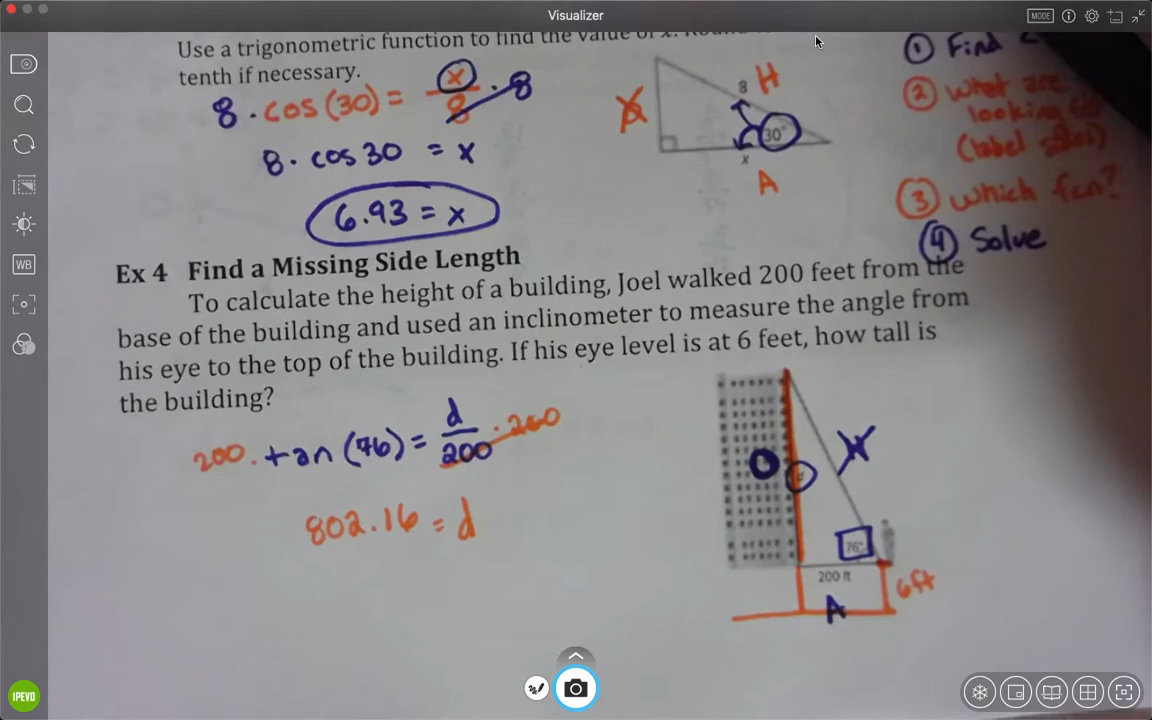 Visualizer
MODE
WB
IPEVO
Use a trigonometric function to find the value of x.
tenth if necessary.
8 · cos(30) = x/8 · 8
8 · cos 30 = x
6.93 = x
X
8
H
30°
x
A
① Find
② What are
looking
(label sides)
③ Which fcn?
④ Solve
Ex 4 Find a Missing Side Length
To calculate the height of a building, Joel walked 200 feet from the
base of the building and used an inclinometer to measure the angle from
his eye to the top of the building. If his eye level is at 6 feet, how tall is
the building?
200 · tan (76) = d/200 · 200
802.16 = d
O
d
H
76°
200 ft
A
6ft